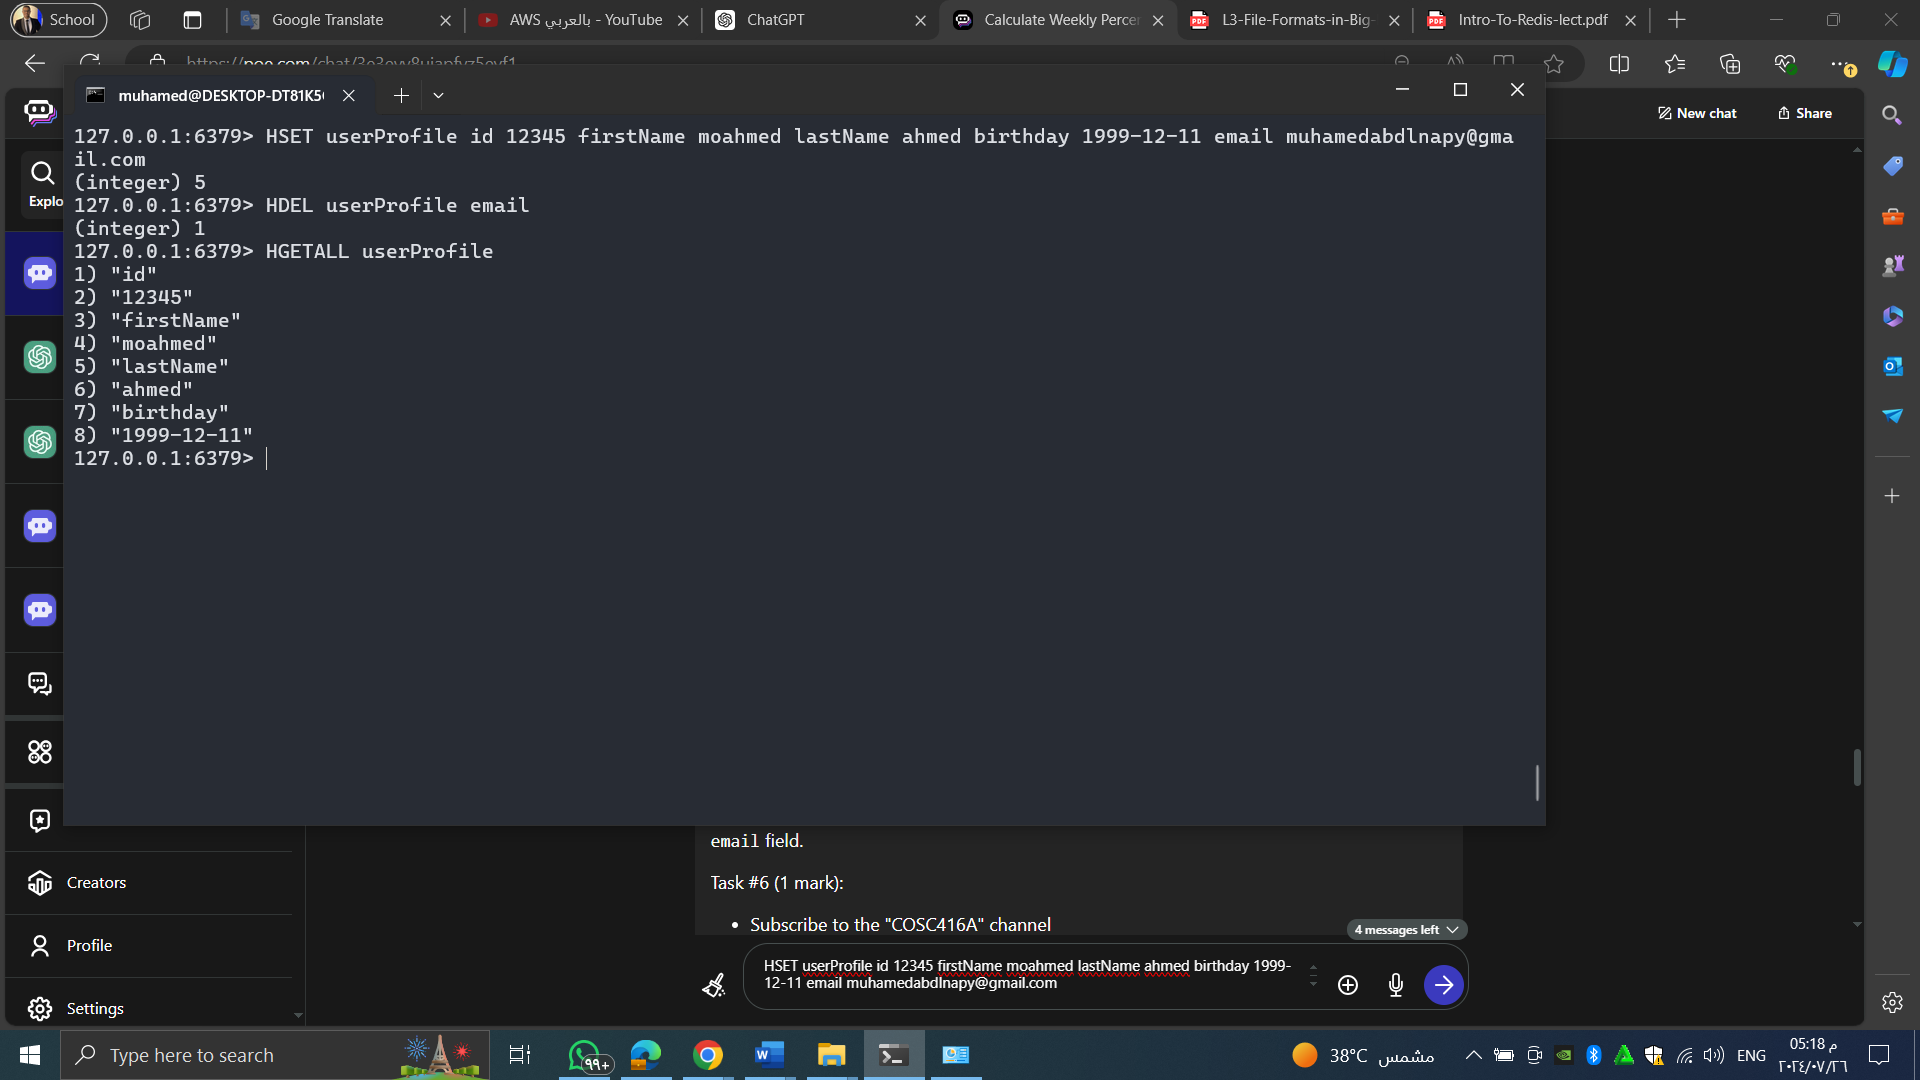 School
Google Translate
AWS بالعربي - YouTube
ChatGPT
Calculate Weekly Percer
L3-File-Formats-in-Big-
Intro-To-Redis-lect.pdf
muhamed@DESKTOP-DT81K5
New chat
Share
Explo
127.0.0.1:6379> HSET userProfile id 12345 firstName moahmed lastName ahmed birthday 1999-12-11 email muhamedabdlnapy@gma
il.com
(integer) 5
127.0.0.1:6379> HDEL userProfile email
(integer) 1
127.0.0.1:6379> HGETALL userProfile
1) "id"
2) "12345"
3) "firstName"
4) "moahmed"
5) "lastName"
6) "ahmed"
7) "birthday"
8) "1999-12-11"
127.0.0.1:6379>
email field.
Task #6 (1 mark):
• Subscribe to the "COSC416A" channel
4 messages left
HSET userProfile id 12345 firstName moahmed lastName ahmed birthday 1999-
12-11 email muhamedabdlnapy@gmail.com
Creators
Profile
Settings
Type here to search
٩٩+
38°C مشمس
ENG
05:18 م
٢٠٢٤/٠٧/٢٦